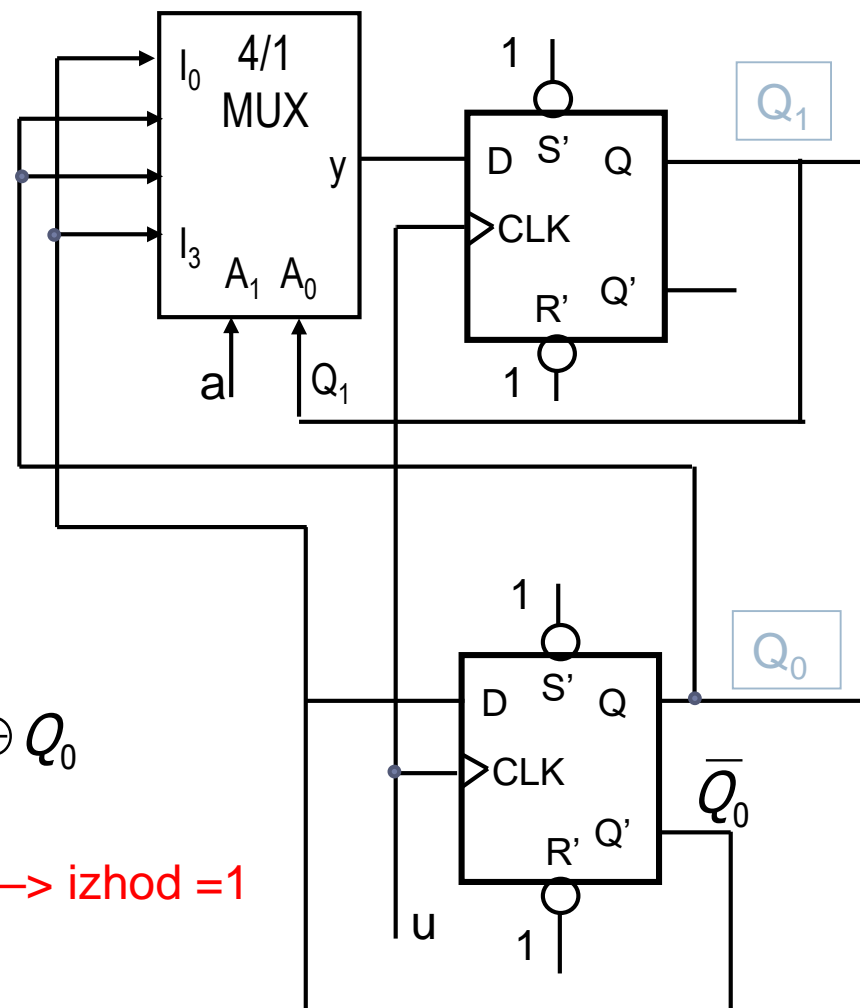 4/1
MUX
I₀
I₃
y
A₁ A₀
a
Q₁
1
D S’ Q
CLK
Q’
R’
1
Q₁
1
D S’ Q
CLK
Q’
R’
1
Q₀
Q̅₀
u
⊕ Q₀
–> izhod =1